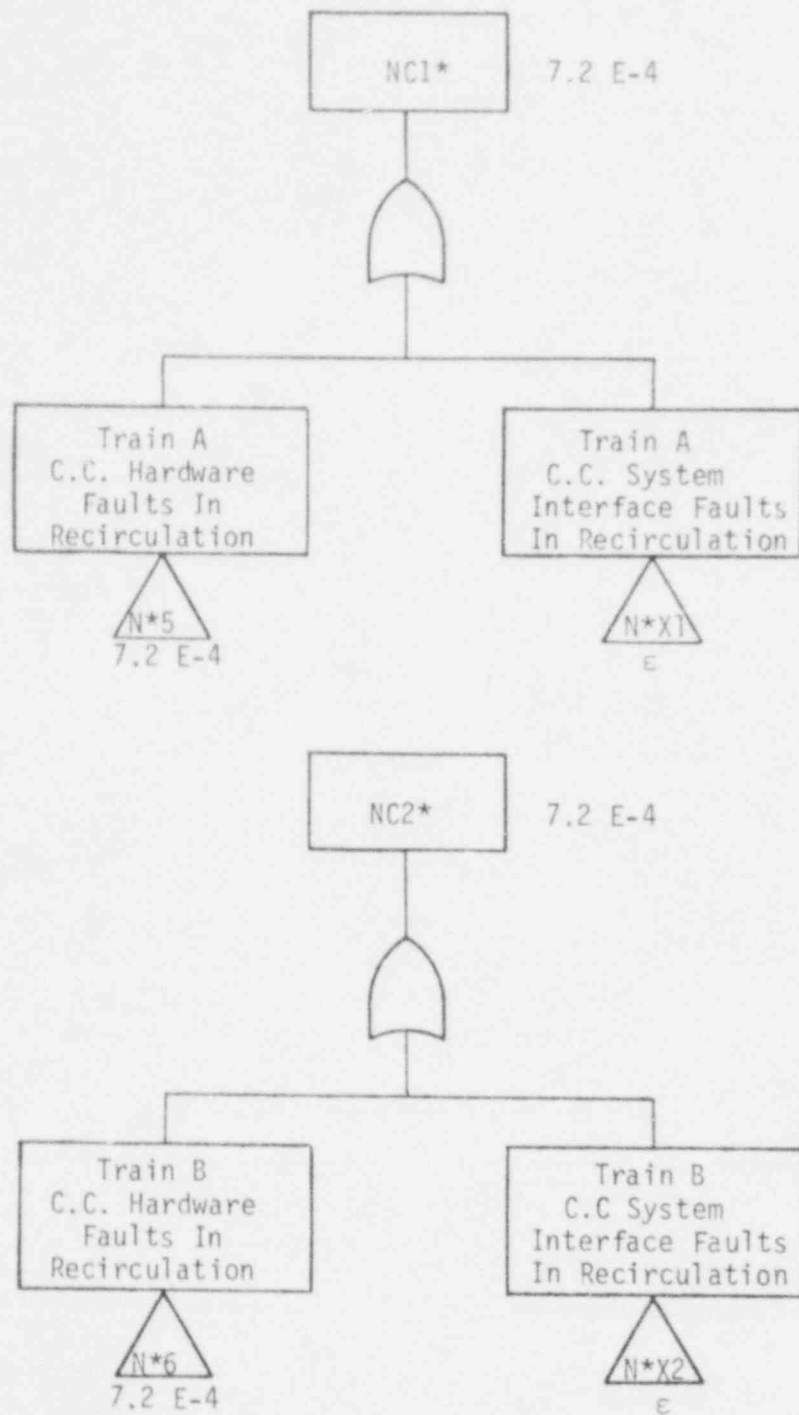 NC1*
7.2 E-4
Train A
C.C. Hardware
Faults In
Recirculation
N*5
7.2 E-4
Train A
C.C. System
Interface Faults
In Recirculation
N*X1
ε
NC2*
7.2 E-4
Train B
C.C. Hardware
Faults In
Recirculation
N*6
7.2 E-4
Train B
C.C System
Interface Faults
In Recirculation
N*X2
ε